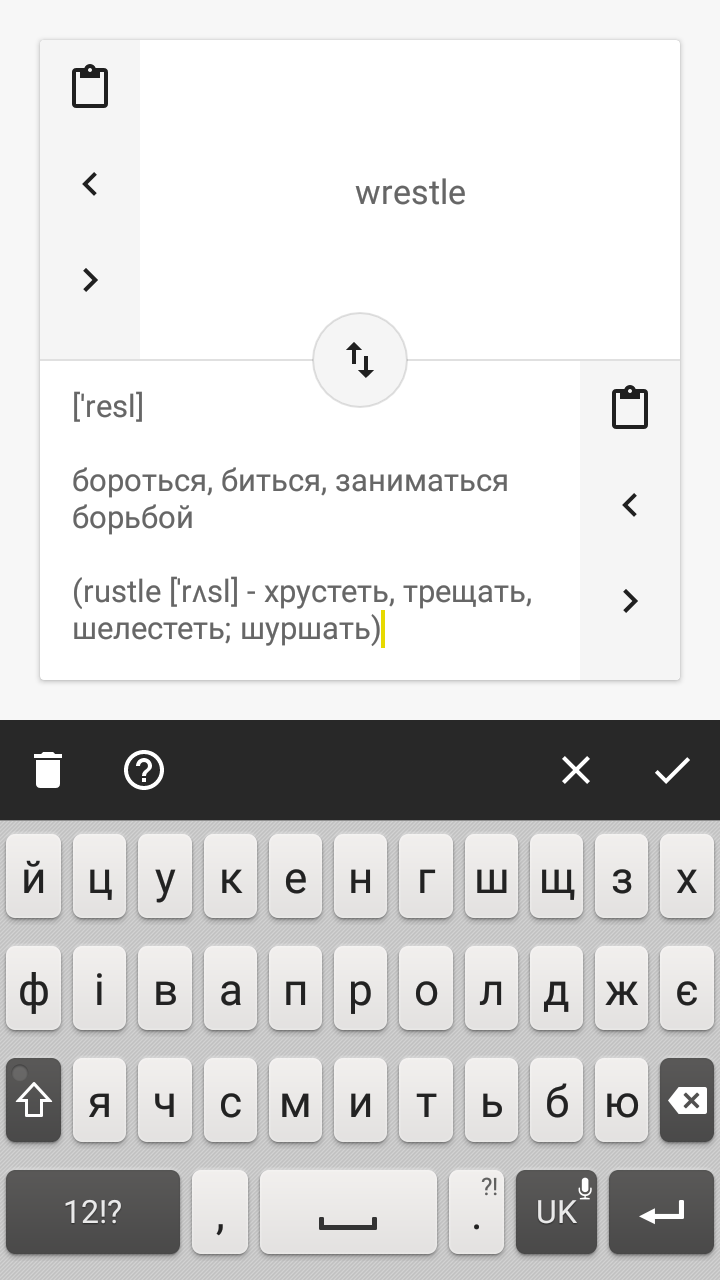 wrestle
['resl]
бороться, биться, заниматься
борьбой
(rustle ['rʌsl] - хрустеть, трещать,
шелестеть; шуршать)
й ц у к е н г ш щ з х
ф і в а п р о л д ж є
я ч с м и т ь б ю
12!? , . ?! UK